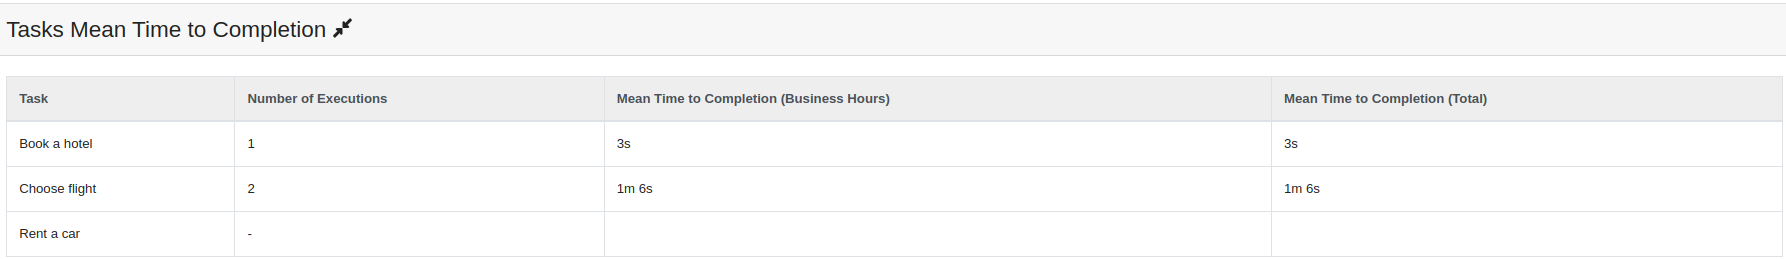 Tasks Mean Time to Completion
Task Number of Executions Mean Time to Completion (Business Hours) Mean Time to Completion (Total)
Book a hotel 1 3s 3s
Choose flight 2 1m 6s 1m 6s
Rent a car -